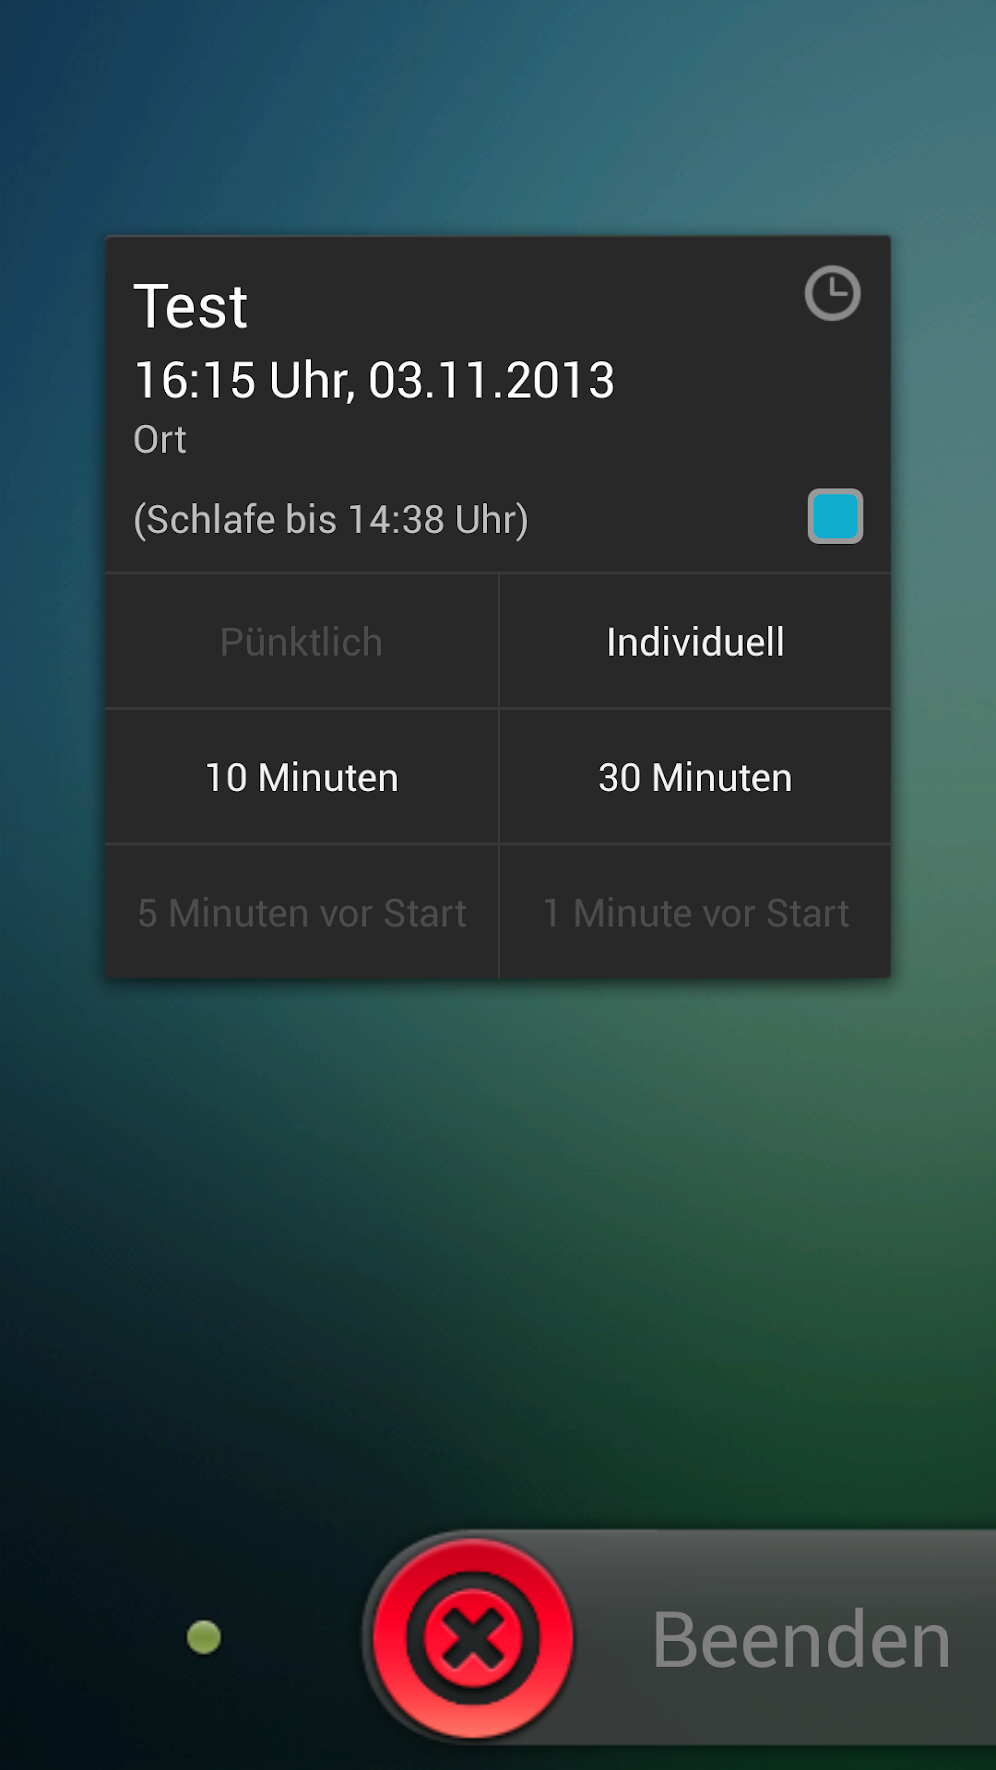 Test
16:15 Uhr, 03.11.2013
Ort
(Schlafe bis 14:38 Uhr)
Pünktlich
Individuell
10 Minuten
30 Minuten
5 Minuten vor Start
1 Minute vor Start
Beenden